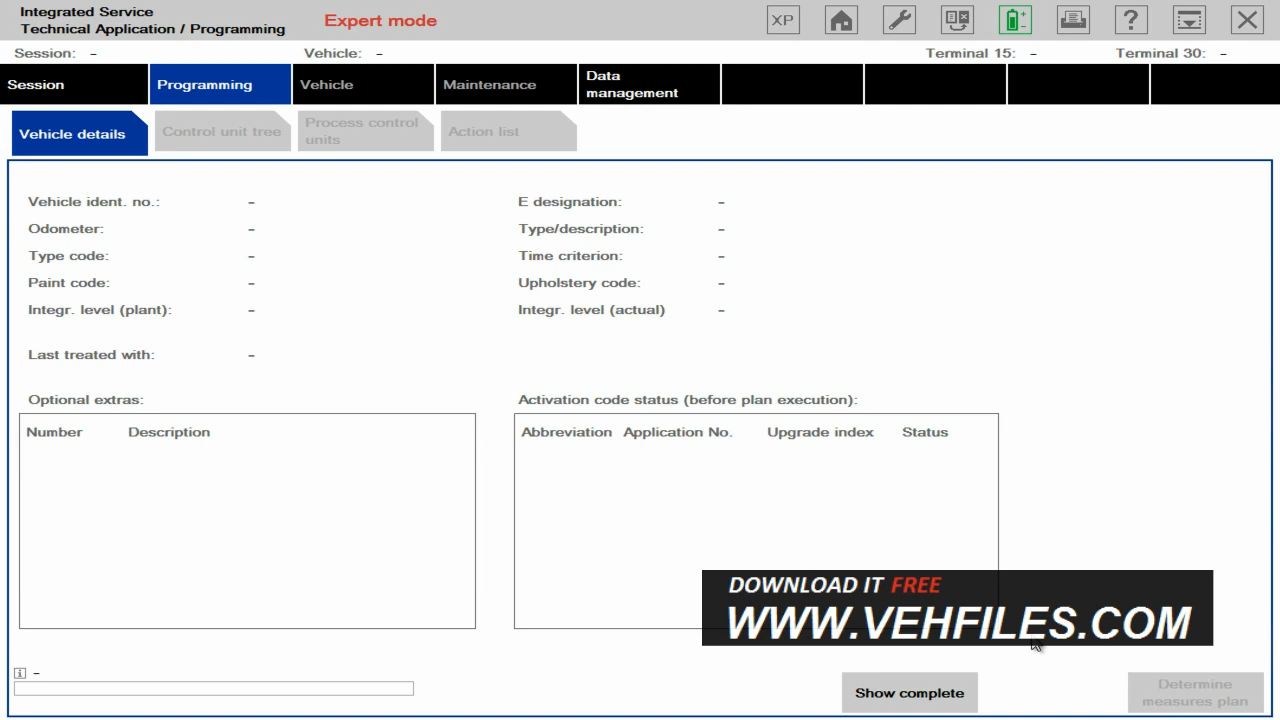 Integrated Service
Technical Application / Programming
Expert mode
XP
Session: -
Vehicle: -
Terminal 15: -
Terminal 30: -
Session
Programming
Vehicle
Maintenance
Data
management
Vehicle details
Control unit tree
Process control
units
Action list
Vehicle ident. no.: -
E designation: -
Odometer: -
Type/description: -
Type code: -
Time criterion: -
Paint code: -
Upholstery code: -
Integr. level (plant): -
Integr. level (actual) -
Last treated with: -
Optional extras:
Activation code status (before plan execution):
Number Description
Abbreviation Application No. Upgrade index Status
DOWNLOAD IT FREE
WWW.VEHFILES.COM
i -
Show complete
Determine
measures plan